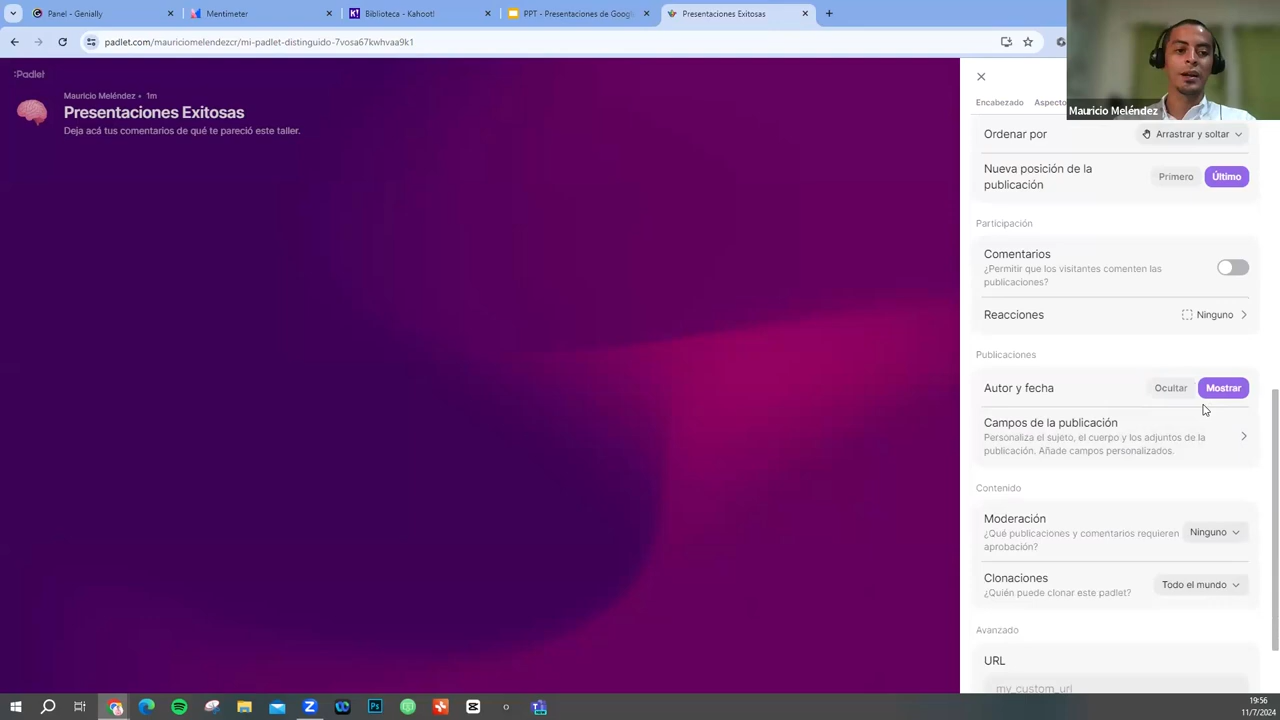 Panel - Genially
Mentimeter
Biblioteca - Kahoot!
PPT - Presentaciones de Google
Presentaciones Exitosas
padlet.com/mauriciomelendezcr/mi-padlet-distinguido-7vosa67kwhvaa9k1
:Padlet
Mauricio Meléndez • 1m
Presentaciones Exitosas
Deja acá tus comentarios de qué te pareció este taller.
Mauricio Meléndez
Encabezado
Aspecto
Ordenar por
Arrastrar y soltar
Nueva posición de la
publicación
Primero
Último
Participación
Comentarios
¿Permitir que los visitantes comenten las
publicaciones?
Reacciones
Ninguno
Publicaciones
Autor y fecha
Ocultar
Mostrar
Campos de la publicación
Personaliza el sujeto, el cuerpo y los adjuntos de la
publicación. Añade campos personalizados.
Contenido
Moderación
¿Qué publicaciones y comentarios requieren
aprobación?
Ninguno
Clonaciones
¿Quién puede clonar este padlet?
Todo el mundo
Avanzado
URL
my_custom_url
19:56
11/7/2024